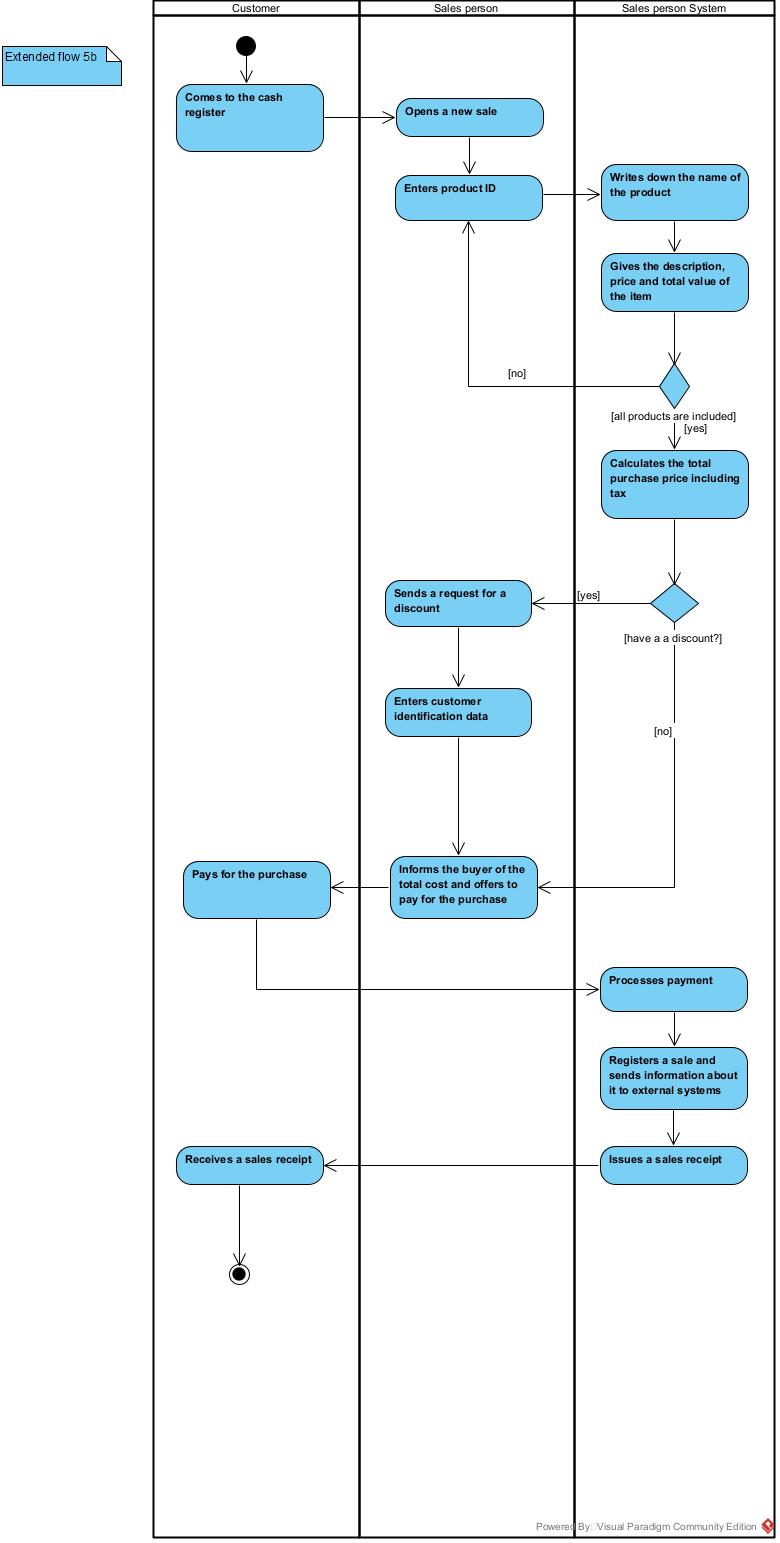 Customer
Sales person
Sales person System
Extended flow 5b
Comes to the cash
register
Opens a new sale
Enters product ID
Writes down the name of
the product
Gives the description,
price and total value of
the item
[no]
[all products are included]
[yes]
Calculates the total
purchase price including
tax
Sends a request for a
discount
[yes]
[have a a discount?]
Enters customer
identification data
[no]
Pays for the purchase
Informs the buyer of the
total cost and offers to
pay for the purchase
Processes payment
Registers a sale and
sends information about
it to external systems
Receives a sales receipt
Issues a sales receipt
Powered By Visual Paradigm Community Edition